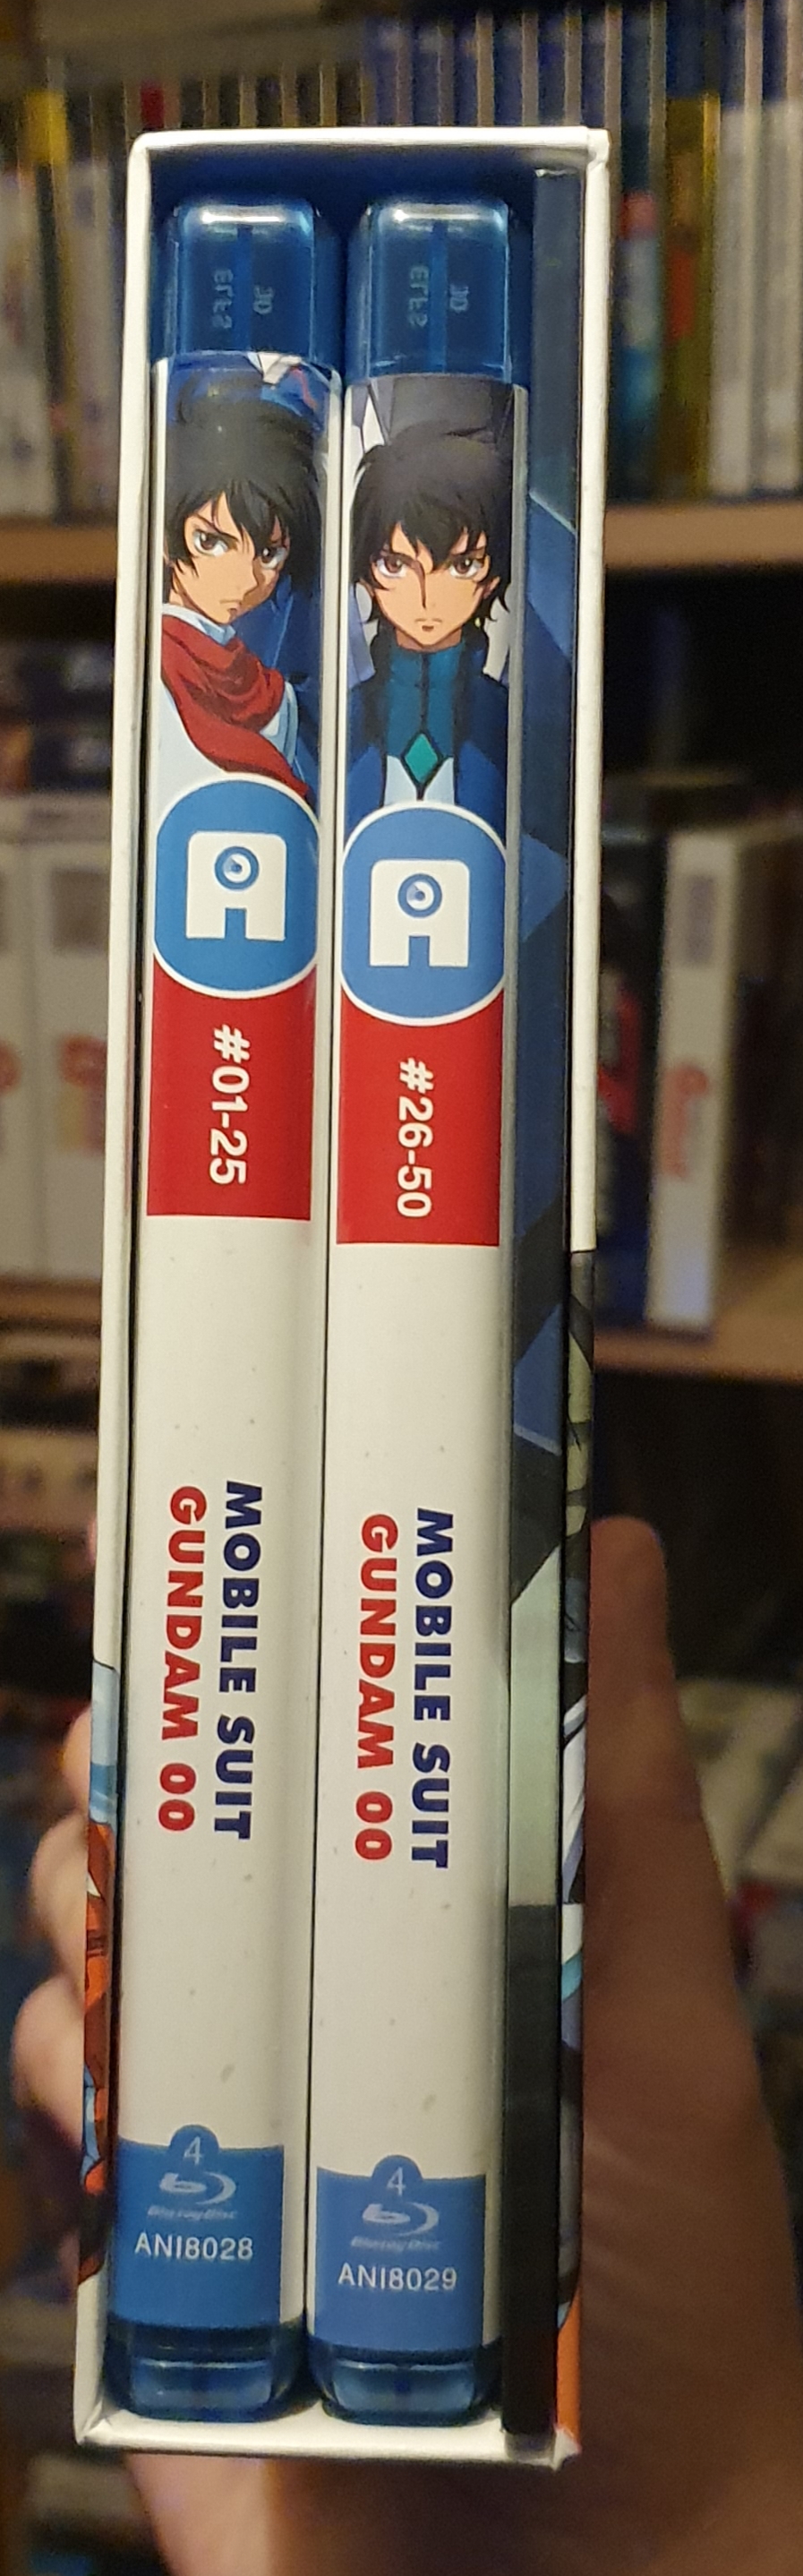 #01-25
MOBILE SUIT
GUNDAM 00
4
Blu-ray Disc
ANI8028
#26-50
MOBILE SUIT
GUNDAM 00
4
Blu-ray Disc
ANI8029